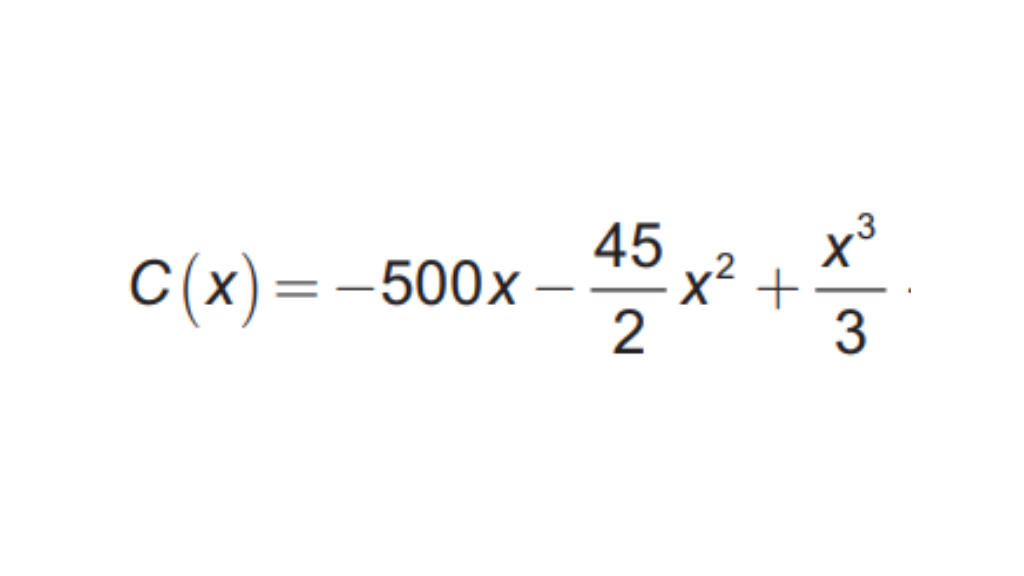 C(x) = −500x − 45/2 x² + x³/3